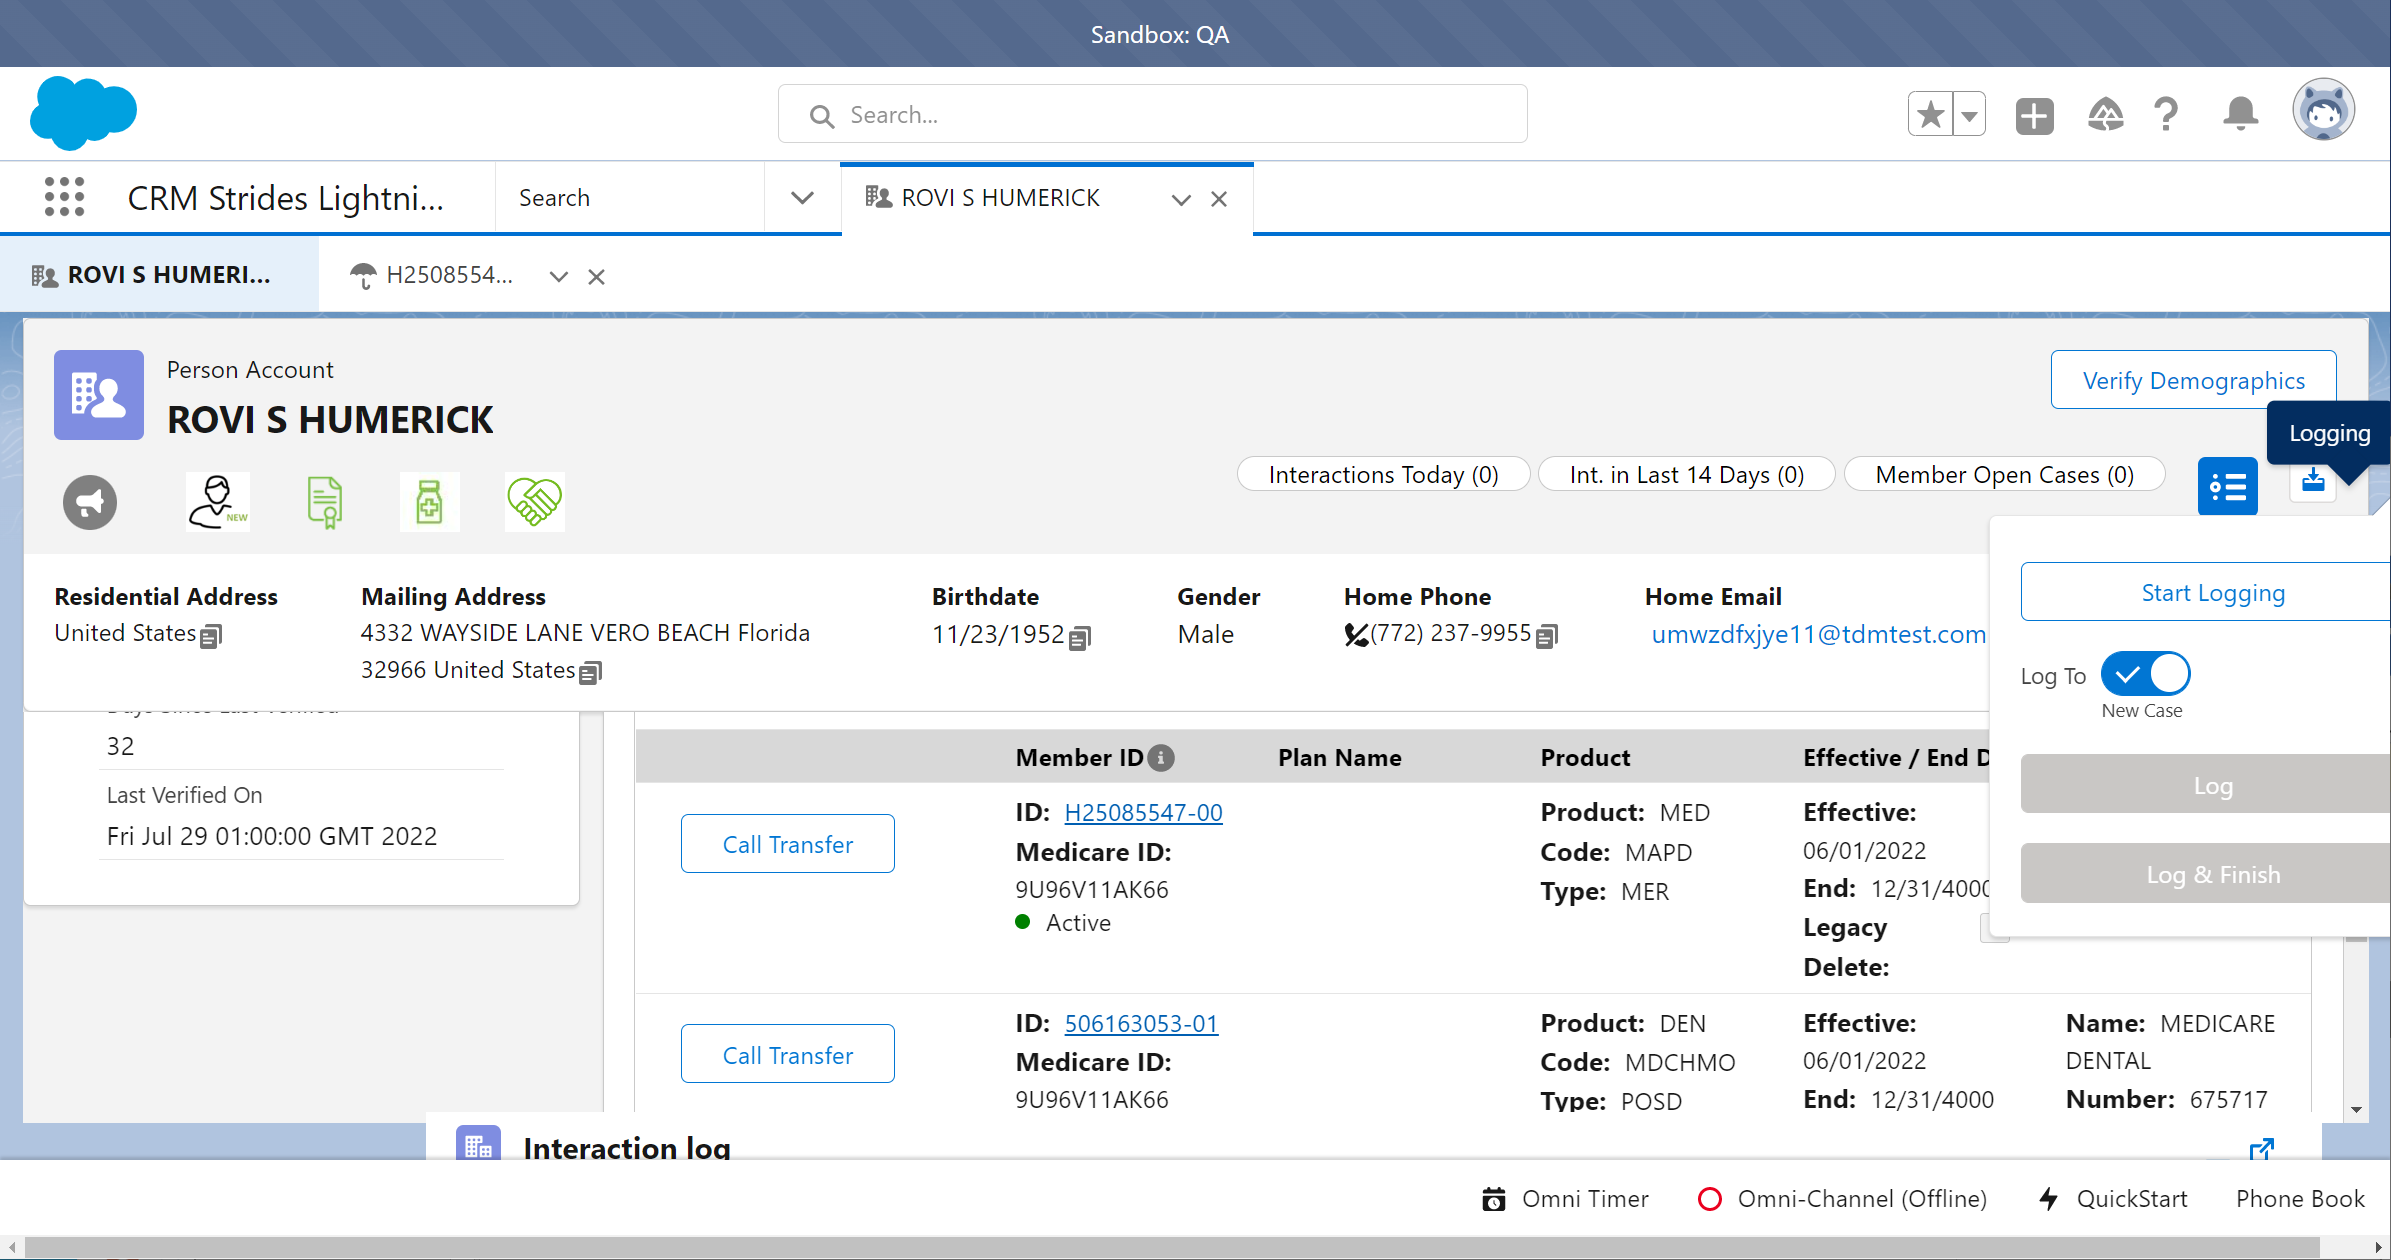 Sandbox: QA
Search...
CRM Strides Lightni...
Search
ROVI S HUMERICK
ROVI S HUMERI...
H2508554...
Person Account
ROVI S HUMERICK
Verify Demographics
Logging
Interactions Today (0)
Int. in Last 14 Days (0)
Member Open Cases (0)
NEW
Residential Address
United States
Mailing Address
4332 WAYSIDE LANE VERO BEACH Florida
32966 United States
Birthdate
11/23/1952
Gender
Male
Home Phone
(772) 237-9955
Home Email
umwzdfxjye11@tdmtest.com
Start Logging
Log To
New Case
Log
Log & Finish
Days Since Last Verified
32
Last Verified On
Fri Jul 29 01:00:00 GMT 2022
Member ID
Plan Name
Product
Effective / End D
Call Transfer
ID: H25085547-00
Medicare ID:
9U96V11AK66
Active
Product: MED
Code: MAPD
Type: MER
Effective:
06/01/2022
End: 12/31/4000
Legacy
Delete:
Call Transfer
ID: 506163053-01
Medicare ID:
9U96V11AK66
Product: DEN
Code: MDCHMO
Type: POSD
Effective:
06/01/2022
End: 12/31/4000
Name: MEDICARE
DENTAL
Number: 675717
Interaction log
Omni Timer
Omni-Channel (Offline)
QuickStart
Phone Book